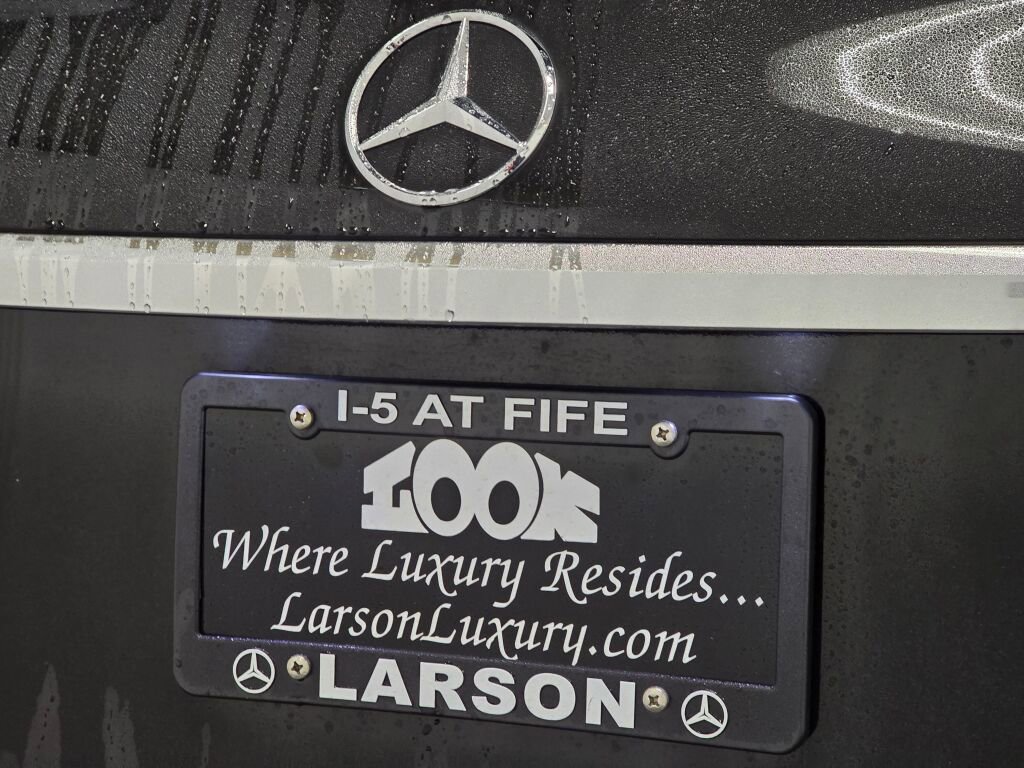 I-5 AT FIFE
LOOK
Where Luxury Resides...
LarsonLuxury.com
LARSON